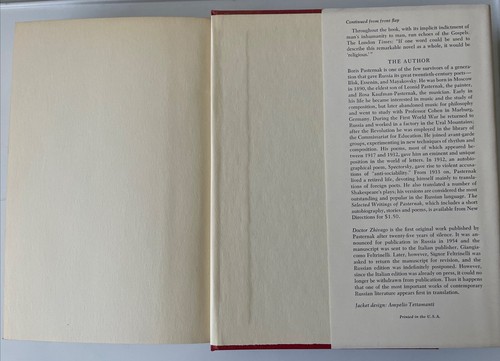 Continued from front flap
Throughout the book, with its implicit indictment of
man's inhumanity to man, run echoes of the Gospels.
The London Times: "If one word could be used to
describe this remarkable novel as a whole, it would be
'religious.'"
THE AUTHOR
Boris Pasternak is one of the few survivors of a genera-
tion that gave Russia its great twentieth-century poets—
Blok, Essenin, and Mayakovsky. He was born in Moscow
in 1890, the eldest son of Leonid Pasternak, the painter,
and Rosa Kaufman-Pasternak, the musician. Early in
his life he became interested in music and the study of
composition, but later abandoned music for philosophy
and went to study with Professor Cohen in Marburg,
Germany. During the First World War he returned to
Russia and worked in a factory in the Ural Mountains;
after the Revolution he was employed in the library of
the Commissariat for Education. He joined avant-garde
groups, experimenting in new techniques of rhythm and
composition. His poems, most of which appeared be-
tween 1917 and 1932, gave him an eminent and unique
position in the world of letters. In 1932, an autobio-
graphical poem, Spectorsky, gave rise to violent accusa-
tions of "anti-sociability." From 1933 on, Pasternak
lived a retired life, devoting himself mainly to transla-
tions of foreign poets. He also translated a number of
Shakespeare's plays; his versions are considered the most
outstanding and popular in the Russian language. The
Selected Writings of Pasternak, which includes a short
autobiography, stories and poems, is available from New
Directions for $1.50.
Doctor Zhivago is the first original work published by
Pasternak after twenty-five years of silence. It was an-
nounced for publication in Russia in 1954 and the
manuscript was sent to the Italian publisher, Giangia-
como Feltrinelli. Later, however, Signor Feltrinelli was
asked to return the manuscript for revision, and the
Russian edition was indefinitely postponed. However,
since the Italian edition was already on press, it could no
longer be withdrawn from publication. Thus it happens
that one of the most important works of contemporary
Russian literature appears first in translation.
Jacket design: Ampelio Tettamanti
Printed in the U.S.A.